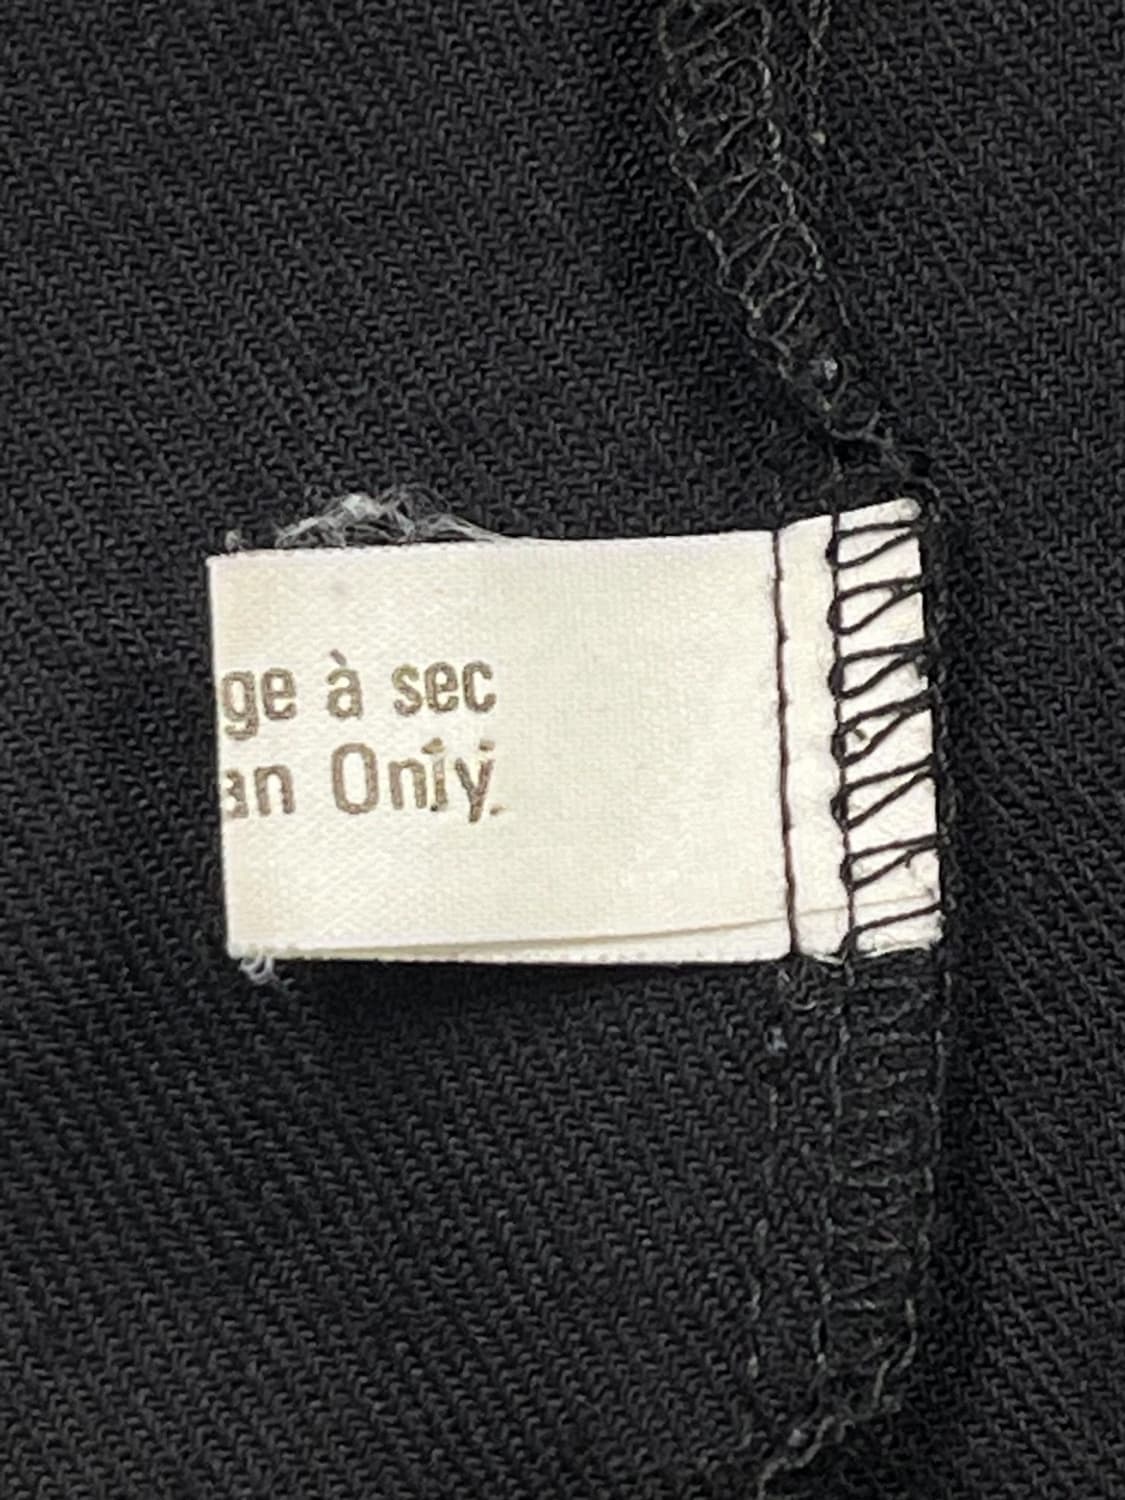 ge à sec
an Only.